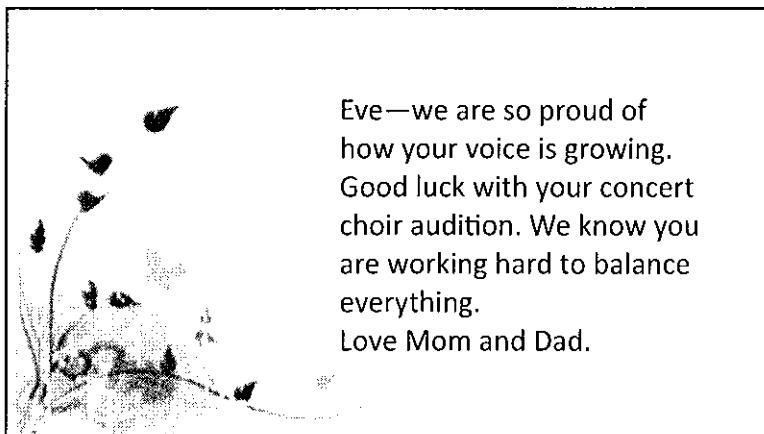 Eve—we are so proud of
how your voice is growing.
Good luck with your concert
choir audition. We know you
are working hard to balance
everything.
Love Mom and Dad.